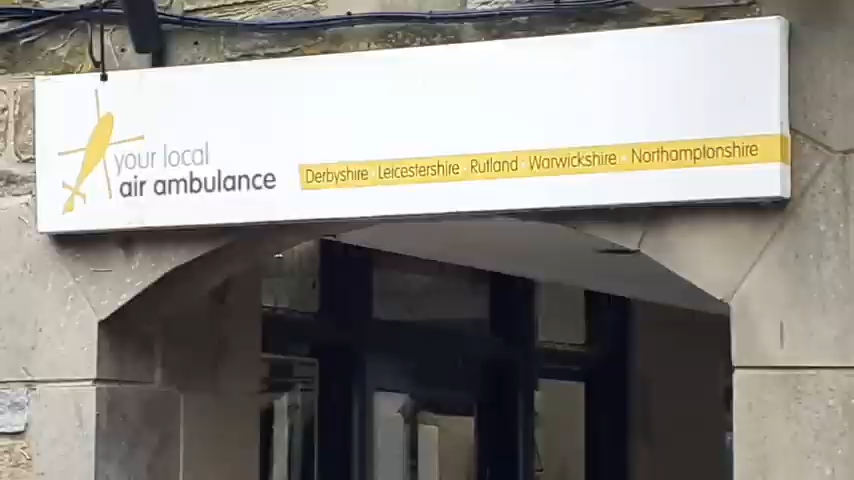 your local
air ambulance
Derbyshire · Leicestershire · Rutland · Warwickshire · Northamptonshire